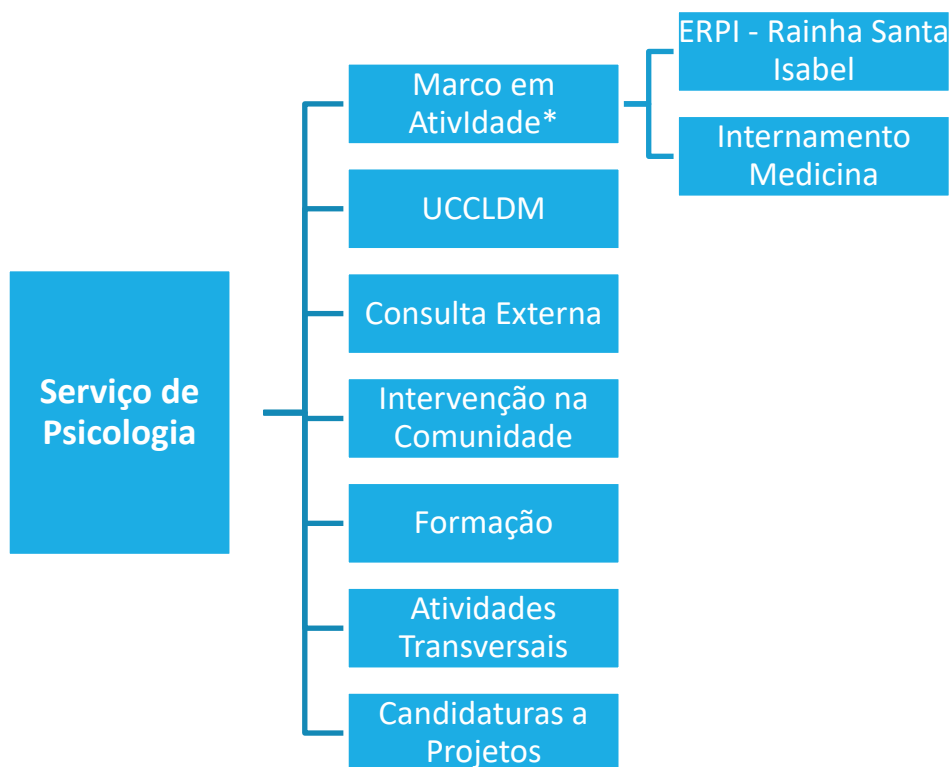 Serviço de
Psicologia
Marco em
AtivIdade*
ERPI - Rainha Santa
Isabel
Internamento
Medicina
UCCLDM
Consulta Externa
Intervenção na
Comunidade
Formação
Atividades
Transversais
Candidaturas a
Projetos